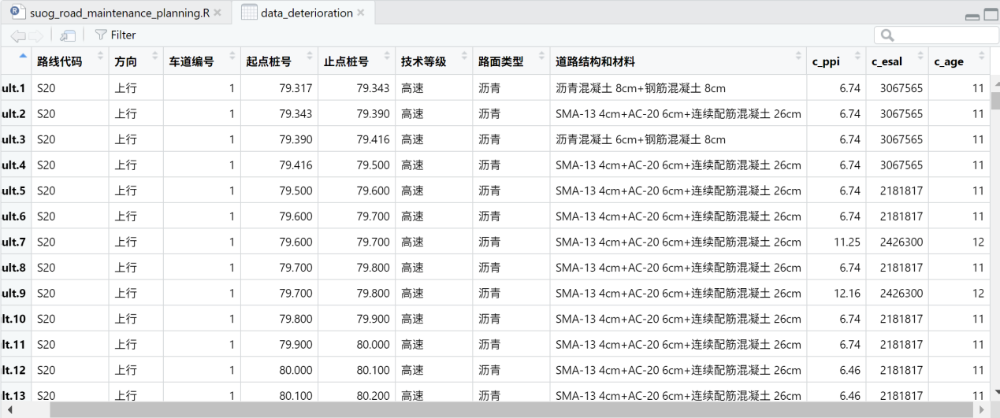 suog_road_maintenance_planning.R data_deterioration
Filter
路线代码 方向 车道编号 起点桩号 止点桩号 技术等级 路面类型 道路结构和材料 c_ppi c_esal c_age
ult.1 S20 上行 1 79.317 79.343 高速 沥青 沥青混凝土 8cm+钢筋混凝土 8cm 6.74 3067565 11
ult.2 S20 上行 1 79.343 79.390 高速 沥青 SMA-13 4cm+AC-20 6cm+连续配筋混凝土 26cm 6.74 3067565 11
ult.3 S20 上行 1 79.390 79.416 高速 沥青 沥青混凝土 6cm+钢筋混凝土 8cm 6.74 3067565 11
ult.4 S20 上行 1 79.416 79.500 高速 沥青 SMA-13 4cm+AC-20 6cm+连续配筋混凝土 26cm 6.74 3067565 11
ult.5 S20 上行 1 79.500 79.600 高速 沥青 SMA-13 4cm+AC-20 6cm+连续配筋混凝土 26cm 6.74 2181817 11
ult.6 S20 上行 1 79.600 79.700 高速 沥青 SMA-13 4cm+AC-20 6cm+连续配筋混凝土 26cm 6.74 2181817 11
ult.7 S20 上行 1 79.600 79.700 高速 沥青 SMA-13 4cm+AC-20 6cm+连续配筋混凝土 26cm 11.25 2426300 12
ult.8 S20 上行 1 79.700 79.800 高速 沥青 SMA-13 4cm+AC-20 6cm+连续配筋混凝土 26cm 6.74 2181817 11
ult.9 S20 上行 1 79.700 79.800 高速 沥青 SMA-13 4cm+AC-20 6cm+连续配筋混凝土 26cm 12.16 2426300 12
lt.10 S20 上行 1 79.800 79.900 高速 沥青 SMA-13 4cm+AC-20 6cm+连续配筋混凝土 26cm 6.74 2181817 11
lt.11 S20 上行 1 79.900 80.000 高速 沥青 SMA-13 4cm+AC-20 6cm+连续配筋混凝土 26cm 6.74 2181817 11
lt.12 S20 上行 1 80.000 80.100 高速 沥青 SMA-13 4cm+AC-20 6cm+连续配筋混凝土 26cm 6.46 2181817 11
lt.13 S20 上行 1 80.100 80.200 高速 沥青 SMA-13 4cm+AC-20 6cm+连续配筋混凝土 26cm 6.46 2181817 11